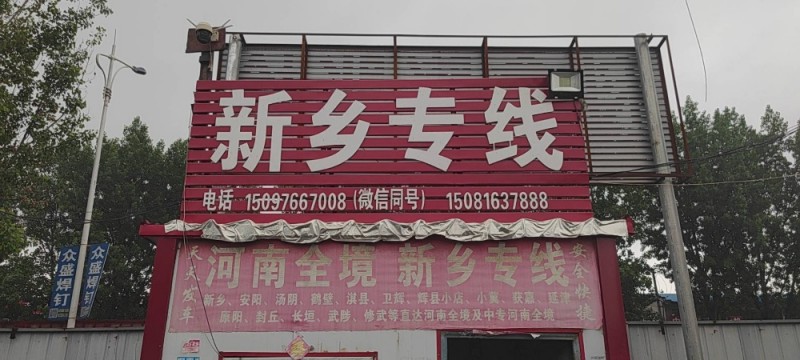 新乡专线
电话 15097667008(微信同号) 15081637888
天天发车
河南全境 新乡专线
安全快捷
新乡、安阳、汤阴、鹤壁、淇县、卫辉、辉县小店、小冀、获嘉、延津
原阳、封丘、长垣、武陟、修武等直达河南全境及中专河南全境
众盛焊钉
众盛焊钉